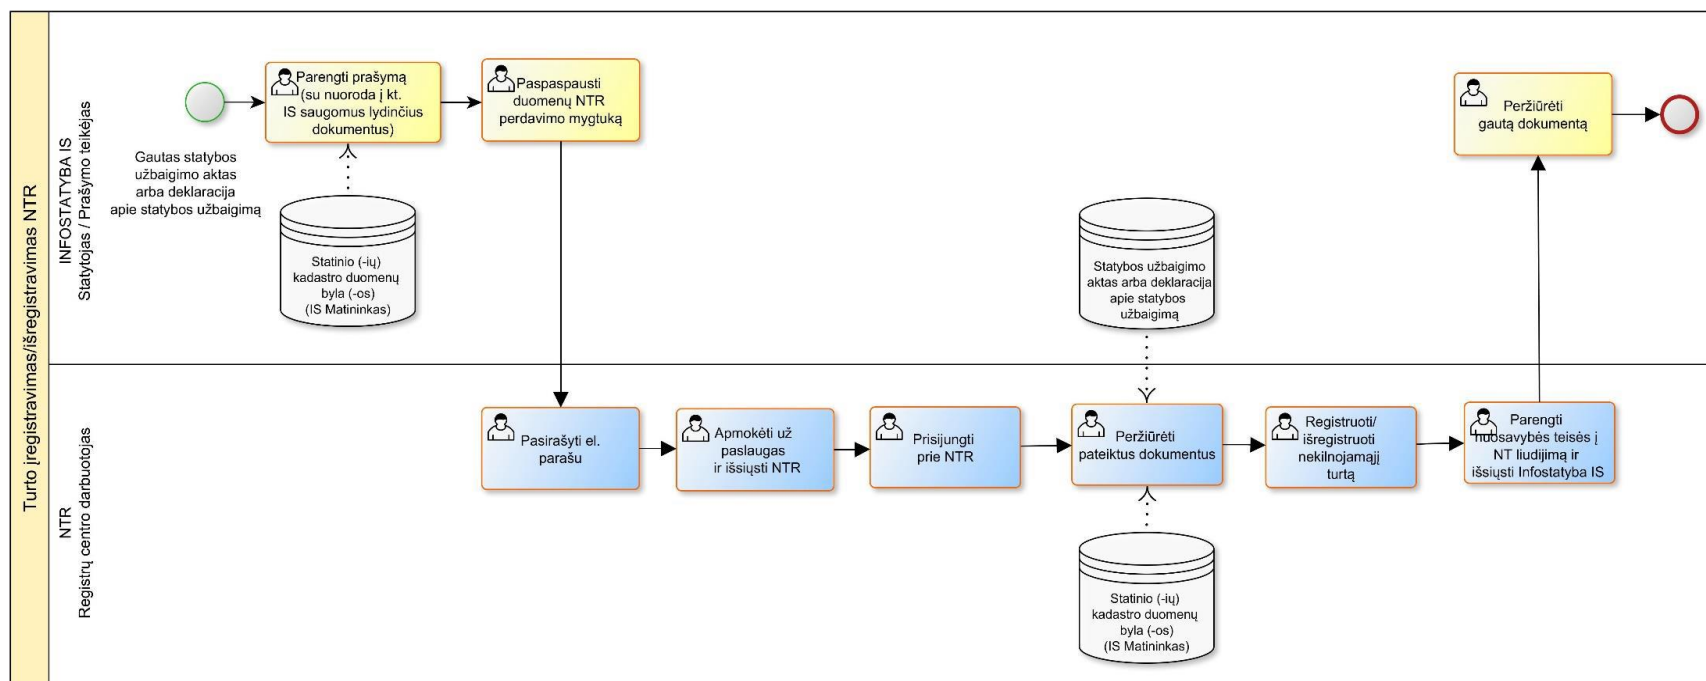 Turto įregistravimas/išregistravimas NTR
INFOSTATYBA IS
Statytojas / Prašymo teikėjas
Gautas statybos
užbaigimo aktas
arba deklaracija
apie statybos užbaigimą
Parengti prašymą
(su nuoroda į kt.
IS saugomus lydinčius
dokumentus)
Statinio (-ių)
kadastro duomenų
byla (-os)
(IS Matininkas)
Paspaspausti
duomenų NTR
perdavimo mygtuką
Statybos užbaigimo
aktas arba deklaracija
apie statybos
užbaigimą
Peržiūrėti
gautą dokumentą
NTR
Registrų centro darbuotojas
Pasirašyti el.
parašu
Apmokėti už
paslaugas
ir išsiųsti NTR
Prisijungti
prie NTR
Peržiūrėti
pateiktus dokumentus
Statinio (-ių)
kadastro duomenų
byla (-os)
(IS Matininkas)
Registruoti/
išregistruoti
nekilnojamąjį
turtą
Parengti
nuosavybės teisės į
NT liudijimą ir
išsiųsti Infostatyba IS